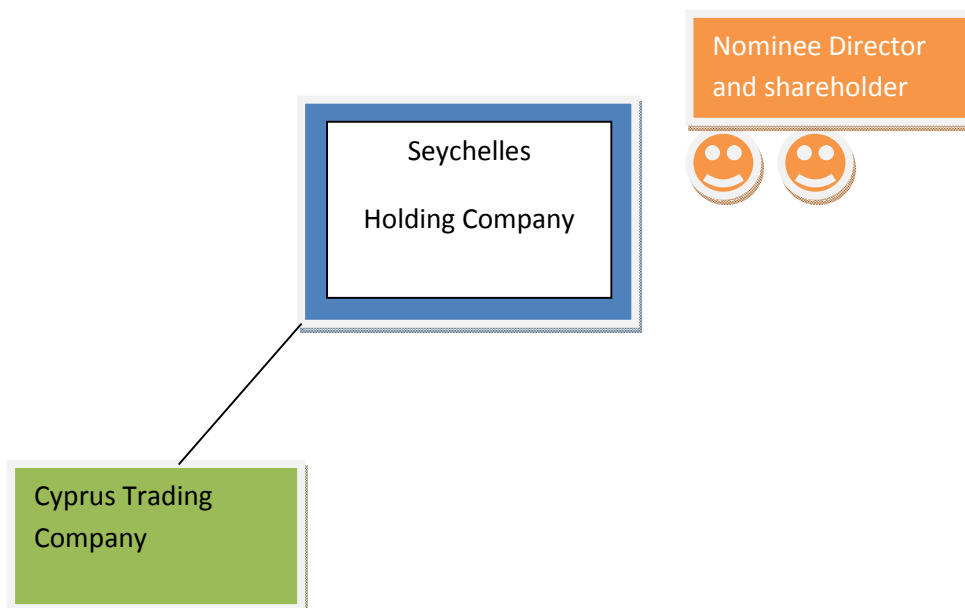 Nominee Director
and shareholder
Seychelles
Holding Company
Cyprus Trading
Company